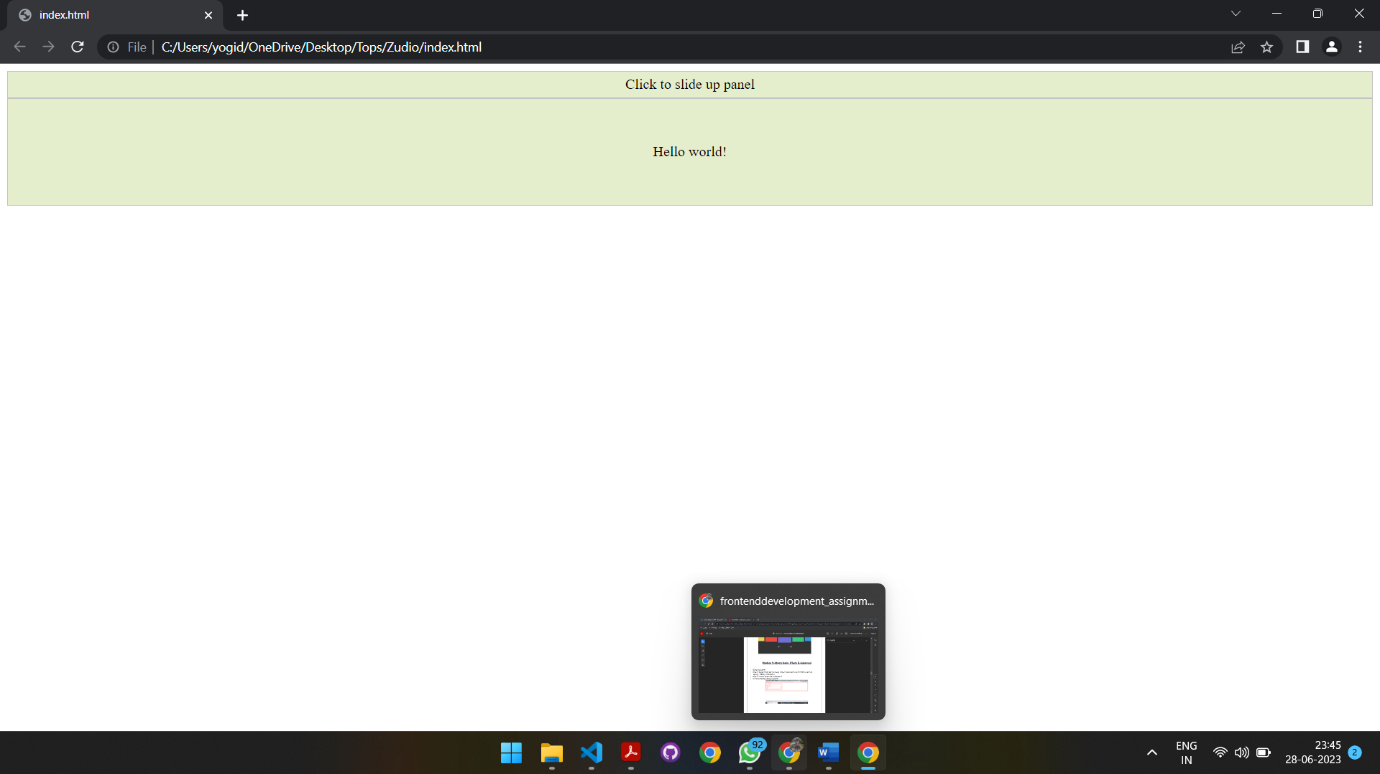 index.html
File
C:/Users/yogid/OneDrive/Desktop/Tops/Zudio/index.html
Click to slide up panel
Hello world!
frontenddevelopment_assignm...
92
ENG
IN
23:45
28-06-2023
2